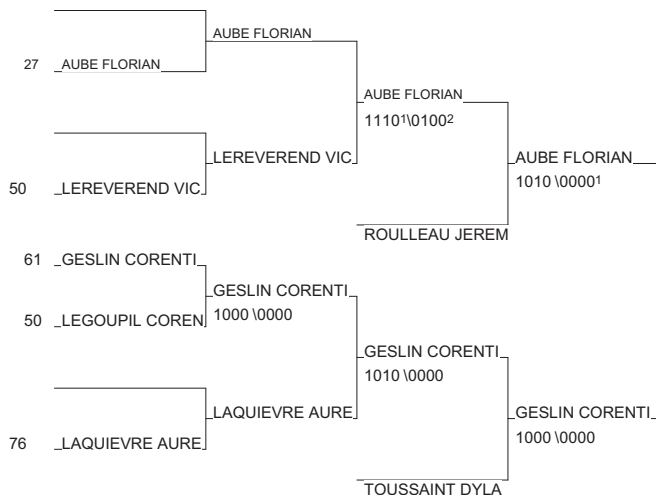 AUBE FLORIAN
27 AUBE FLORIAN
AUBE FLORIAN
1110¹\0100²
LEREVEREND VIC
AUBE FLORIAN
1010 \0000¹
50 LEREVEREND VIC
ROULLEAU JEREM
61 GESLIN CORENTI
GESLIN CORENTI
1000 \0000
50 LEGOUPIL COREN
GESLIN CORENTI
1010 \0000
LAQUIEVRE AURE
GESLIN CORENTI
1000 \0000
76 LAQUIEVRE AURE
TOUSSAINT DYLA